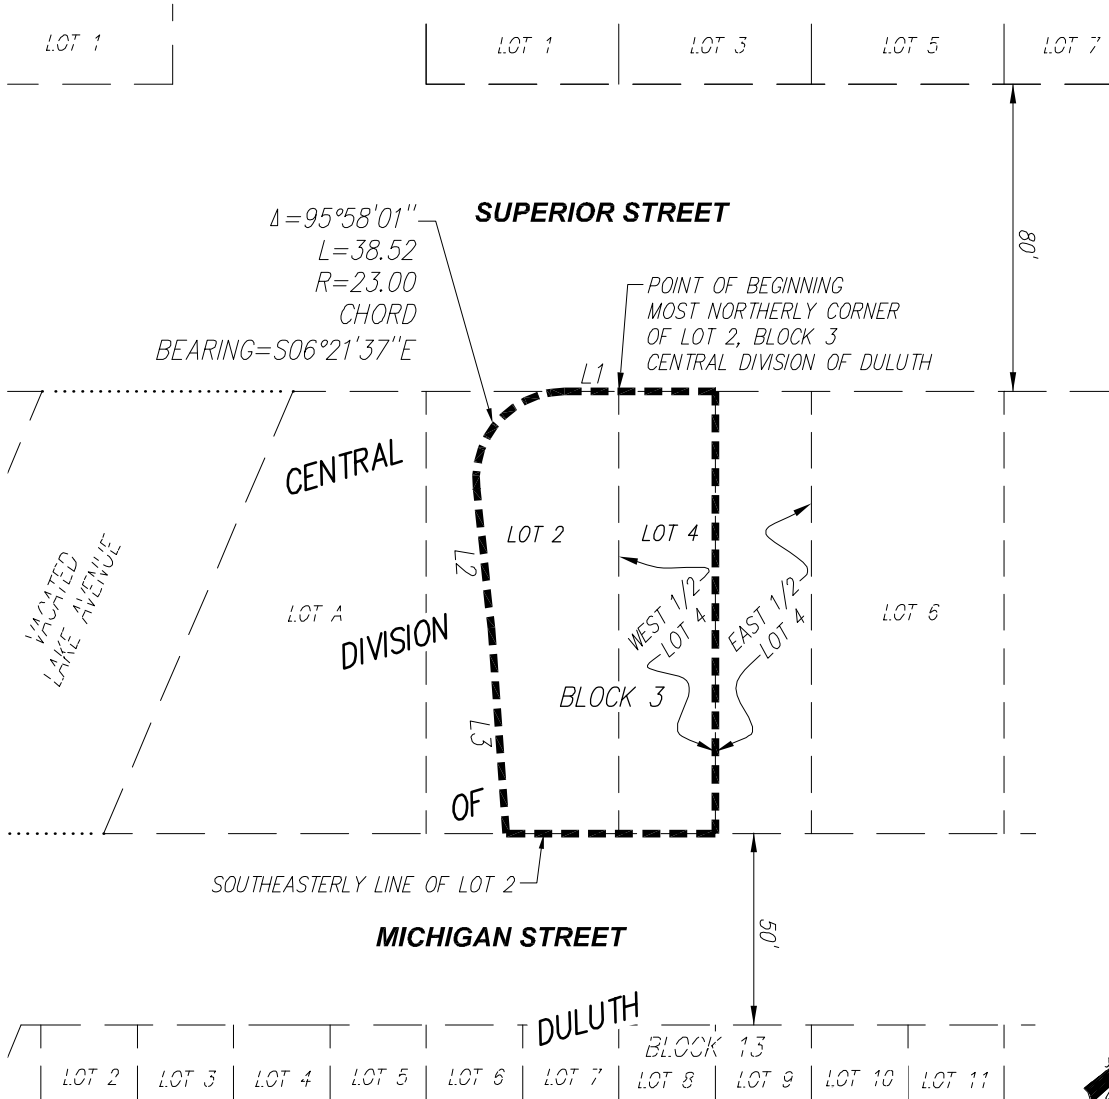 LOT 1
LOT 1
LOT 3
LOT 5
LOT 7
SUPERIOR STREET
80'
Δ=95°58'01"
L=38.52
R=23.00
CHORD
BEARING=S06°21'37"E
POINT OF BEGINNING
MOST NORTHERLY CORNER
OF LOT 2, BLOCK 3
CENTRAL DIVISION OF DULUTH
L1
CENTRAL
LOT 2
LOT 4
L2
VACATED
LAKE AVENUE
LOT A
DIVISION
WEST 1/2
LOT 4
EAST 1/2
LOT 4
LOT 6
BLOCK 3
L3
OF
SOUTHEASTERLY LINE OF LOT 2
MICHIGAN STREET
50'
DULUTH
BLOCK 13
LOT 2
LOT 3
LOT 4
LOT 5
LOT 6
LOT 7
LOT 8
LOT 9
LOT 10
LOT 11